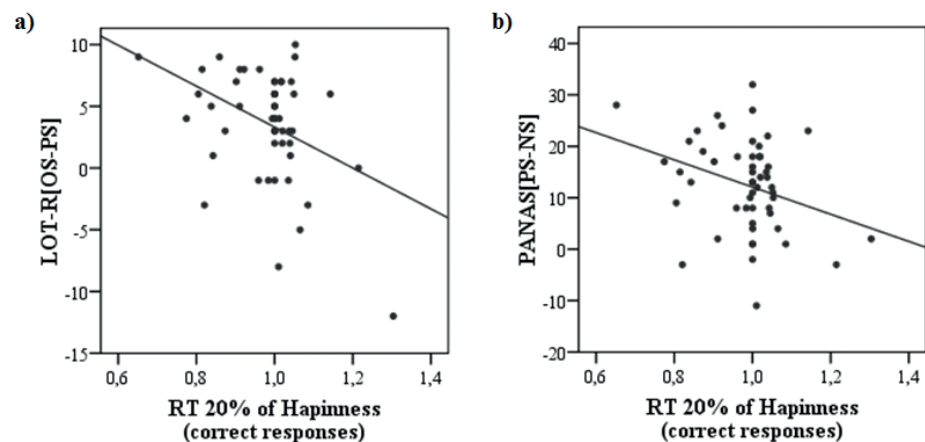 a)
10
5
0
-5
-10
-15
LOT-R[OS-PS]
0,6 0,8 1,0 1,2 1,4
RT 20% of Hapinness
(correct responses)
b)
40
30
20
10
0
-10
-20
PANAS[PS-NS]
0,6 0,8 1,0 1,2 1,4
RT 20% of Hapinness
(correct responses)